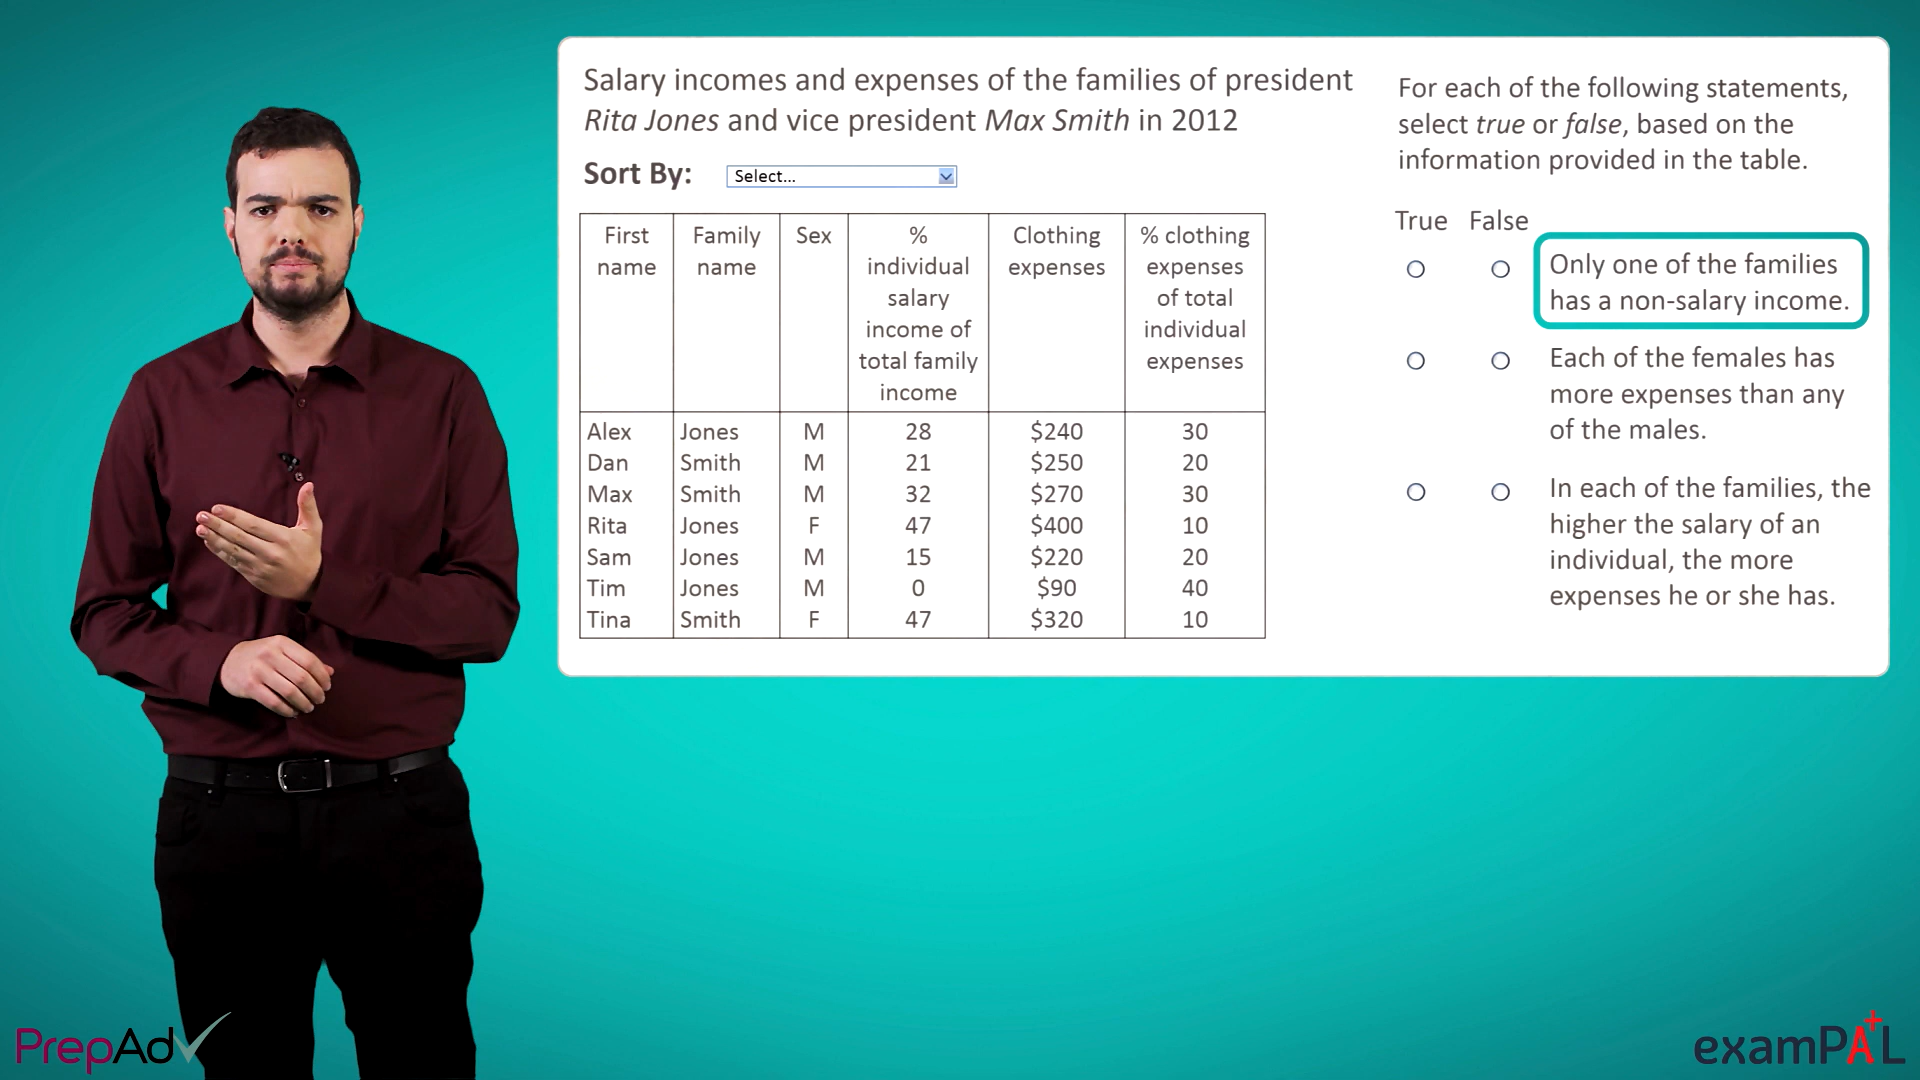 Salary incomes and expenses of the families of president
Rita Jones and vice president Max Smith in 2012
Sort By: Select...
First name | Family name | Sex | % individual salary income of total family income | Clothing expenses | % clothing expenses of total individual expenses
Alex Jones M 28 $240 30
Dan Smith M 21 $250 20
Max Smith M 32 $270 30
Rita Jones F 47 $400 10
Sam Jones M 15 $220 20
Tim Jones M 0 $90 40
Tina Smith F 47 $320 10
For each of the following statements,
select true or false, based on the
information provided in the table.
True False
Only one of the families
has a non-salary income.
Each of the females has
more expenses than any
of the males.
In each of the families, the
higher the salary of an
individual, the more
expenses he or she has.
PrepAdv
examPAL